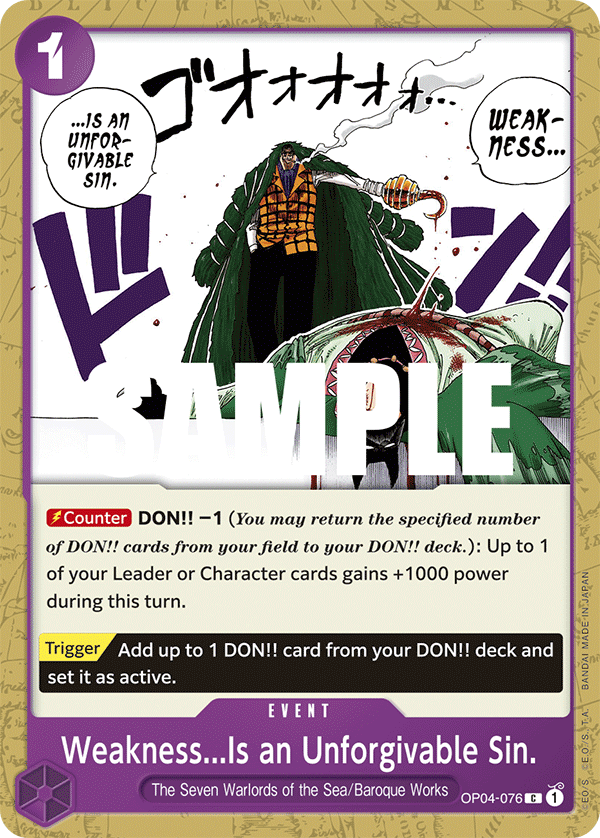 DLICHES EISMEER
1
ゴオォォォォ...
...IS AN
UNFOR-
GIVABLE
SIN.
WEAK-
NESS...
ド
ン!!
SAMPLE
Counter DON!! −1 (You may return the specified number
of DON!! cards from your field to your DON!! deck.): Up to 1
of your Leader or Character cards gains +1000 power
during this turn.
Trigger Add up to 1 DON!! card from your DON!! deck and
set it as active.
EVENT
Weakness...Is an Unforgivable Sin.
The Seven Warlords of the Sea/Baroque Works
OP04-076 C 1
©E.O./S., T.A. BANDAI MADE IN JAPAN